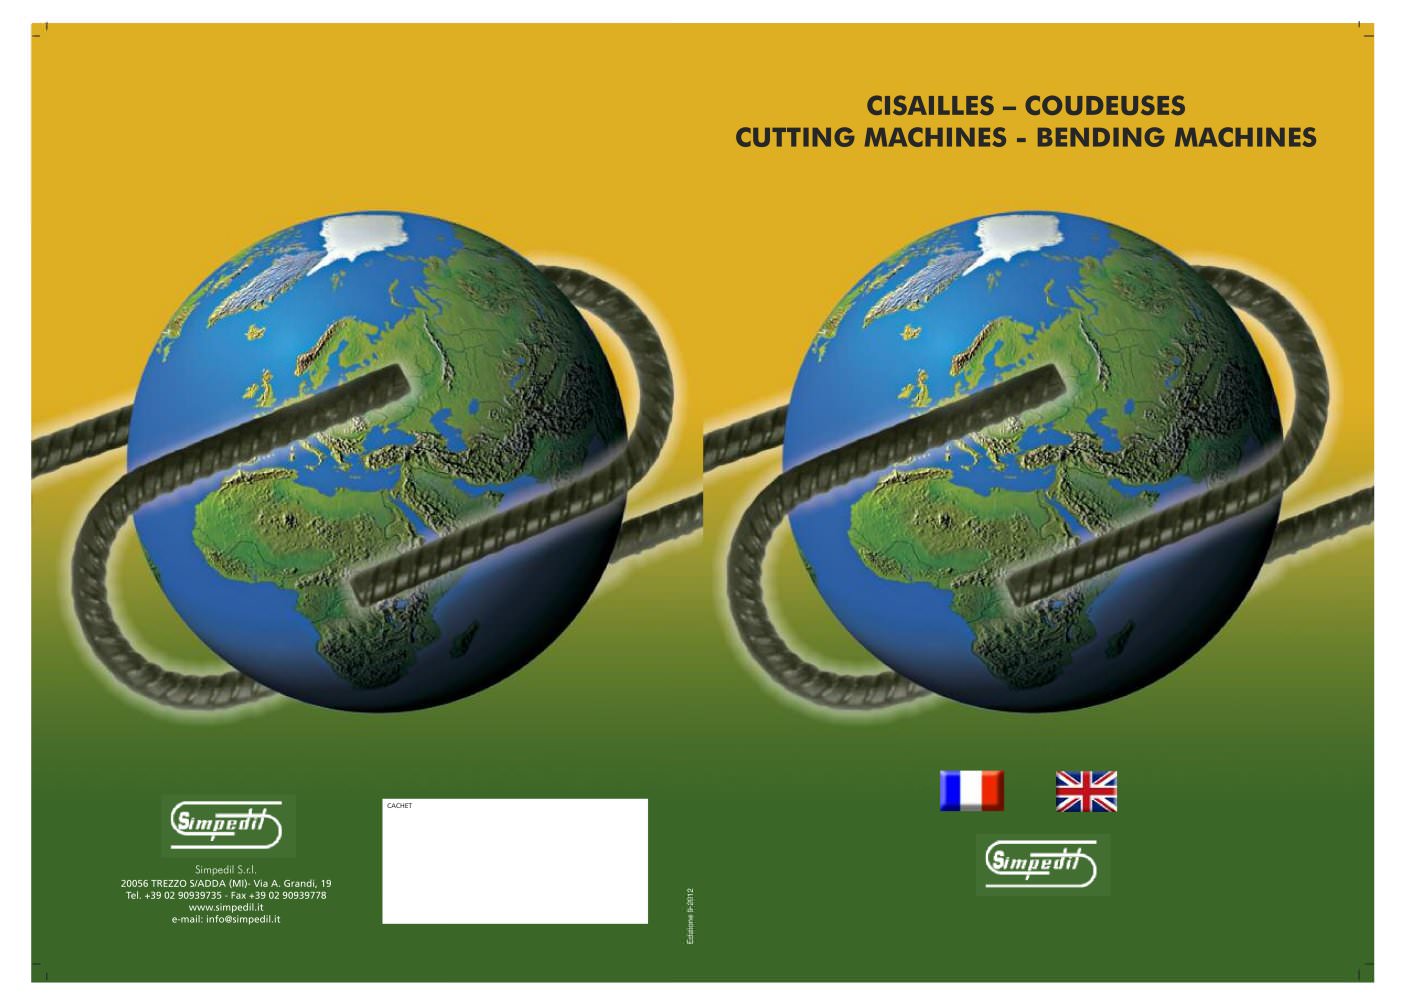 CISAILLES – COUDEUSES
CUTTING MACHINES - BENDING MACHINES
Simpedil
Simpedil S.r.l.
20056 TREZZO S/ADDA (MI)- Via A. Grandi, 19
Tel. +39 02 90939735 - Fax +39 02 90939778
www.simpedil.it
e-mail: info@simpedil.it
CACHET
Edizione 9-2012
Simpedil